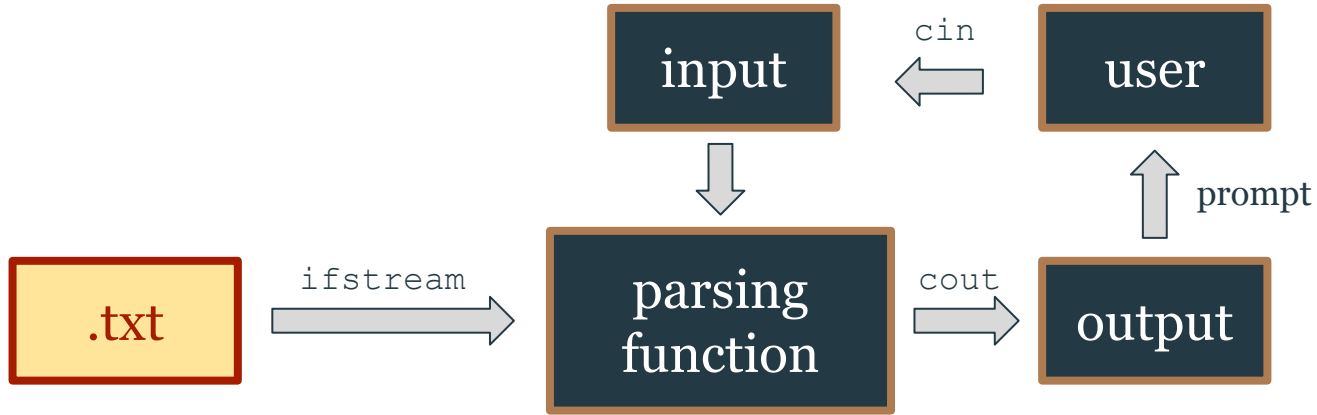 cin
input
user
prompt
.txt
ifstream
parsing
function
cout
output